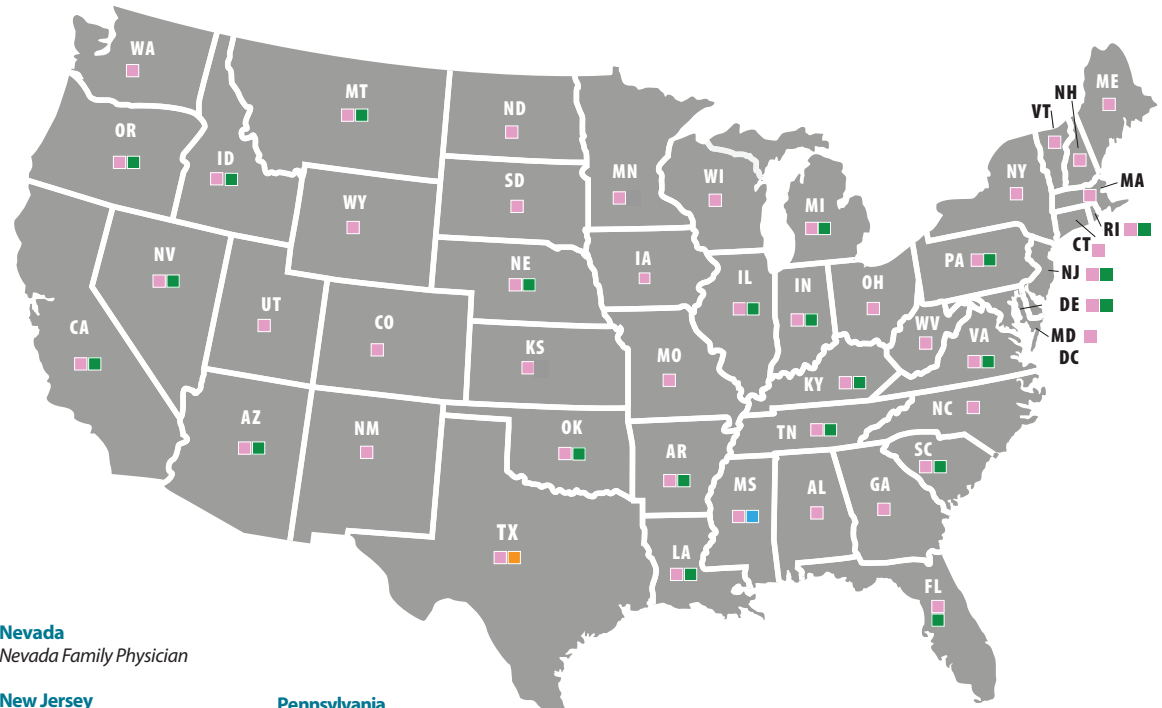 WA
MT
ND
MN
OR
ID
SD
WI
MI
WY
NV
NE
IA
UT
CO
CA
KS
MO
IL
IN
OH
AZ
NM
OK
AR
KY
TN
WV
VA
NC
SC
MS
AL
GA
TX
LA
FL
PA
NY
VT
NH
ME
MA
RI
CT
NJ
DE
MD
DC
Nevada
Nevada Family Physician
New Jersey
Pennsylvania